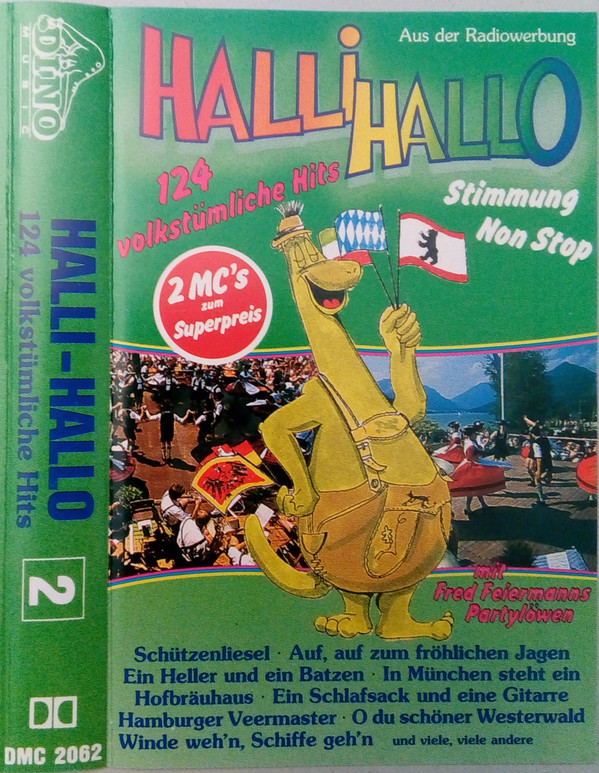 DINO
MUSIC
HALLI-HALLO
124 volkstümliche Hits
2
DMC 2062
Aus der Radiowerbung
HALLI
HALLO
124
volkstümliche Hits
Stimmung
Non Stop
2 MC's
zum
Superpreis
mit
Fred Feiermanns
Partylöwen
Schützenliesel · Auf, auf zum fröhlichen Jagen
Ein Heller und ein Batzen · In München steht ein
Hofbräuhaus · Ein Schlafsack und eine Gitarre
Hamburger Veermaster · O du schöner Westerwald
Winde weh'n, Schiffe geh'n und viele, viele andere